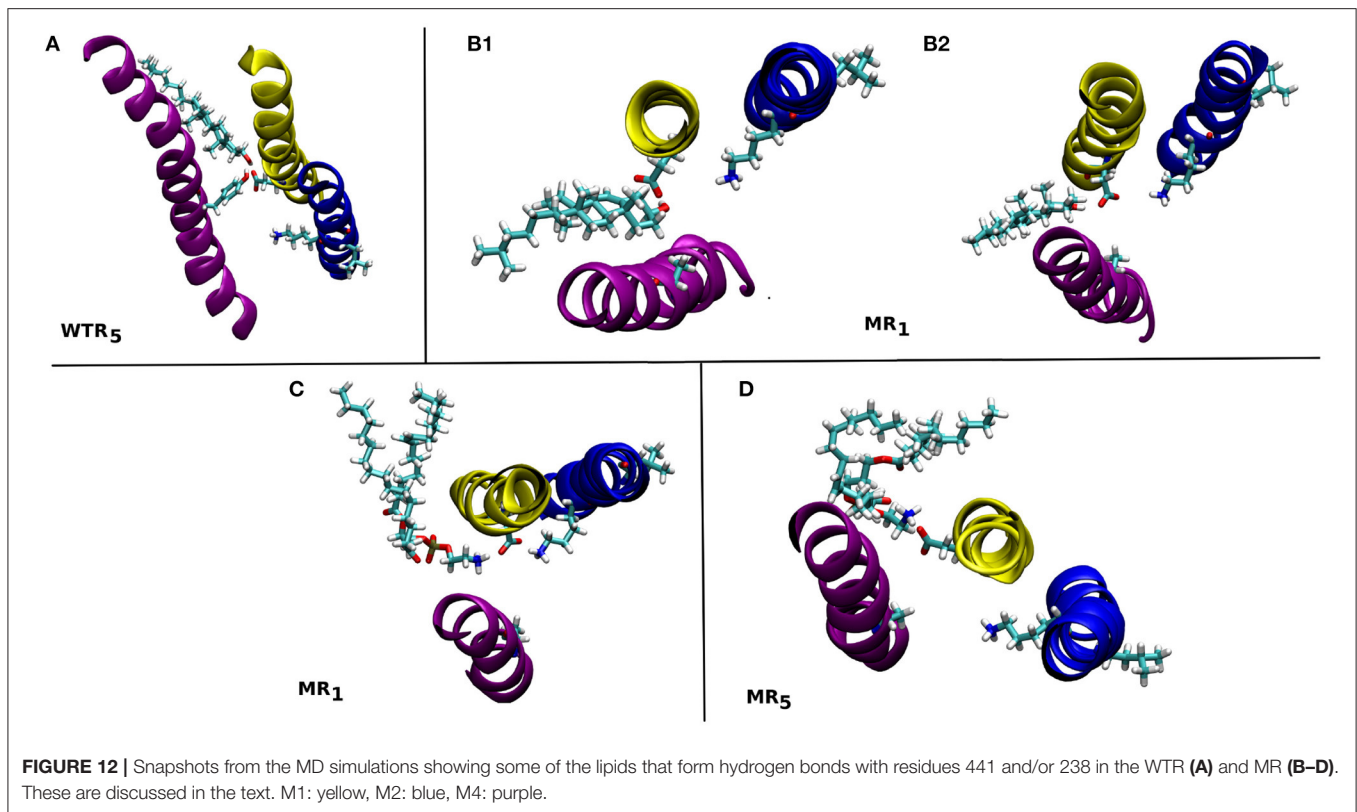 A
B1
B2
WTR5
MR1
C
D
MR1
MR5
FIGURE 12 | Snapshots from the MD simulations showing some of the lipids that form hydrogen bonds with residues 441 and/or 238 in the WTR (A) and MR (B–D).
These are discussed in the text. M1: yellow, M2: blue, M4: purple.